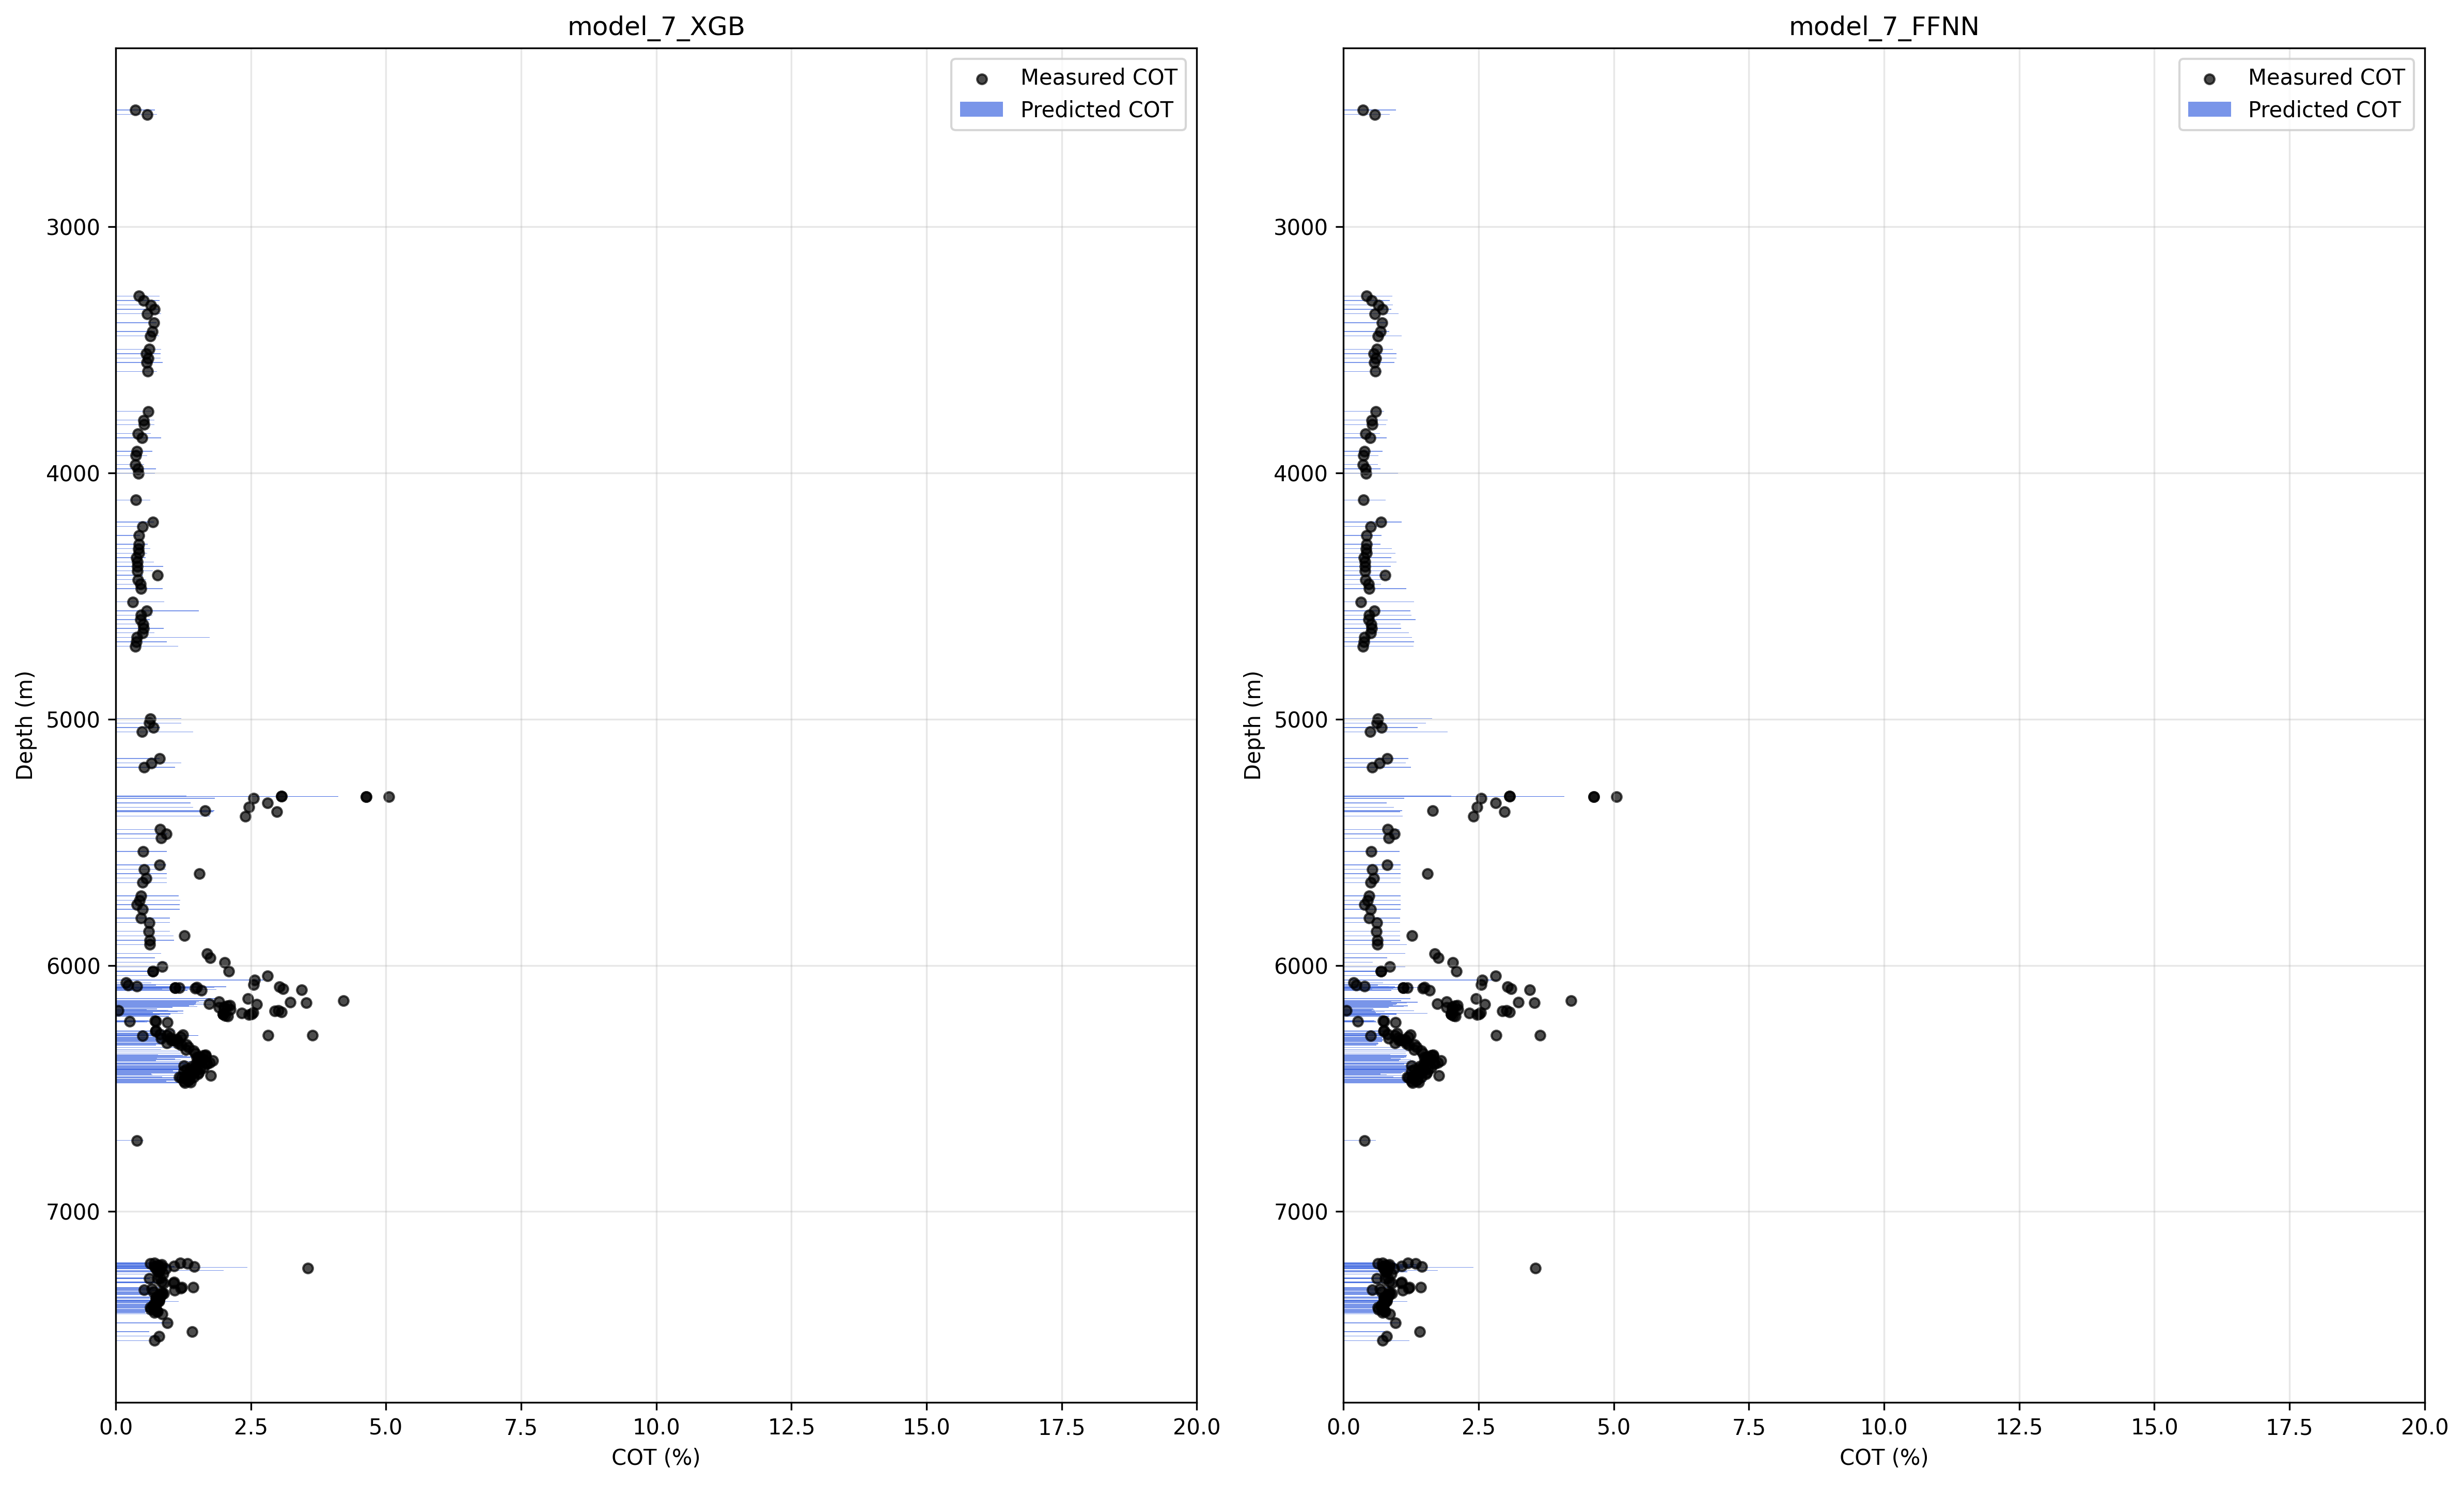 model_7_XGB
Measured COT
Predicted COT
Depth (m)
3000
4000
5000
6000
7000
0.0 2.5 5.0 7.5 10.0 12.5 15.0 17.5 20.0
COT (%)
model_7_FFNN
Measured COT
Predicted COT
Depth (m)
3000
4000
5000
6000
7000
0.0 2.5 5.0 7.5 10.0 12.5 15.0 17.5 20.0
COT (%)